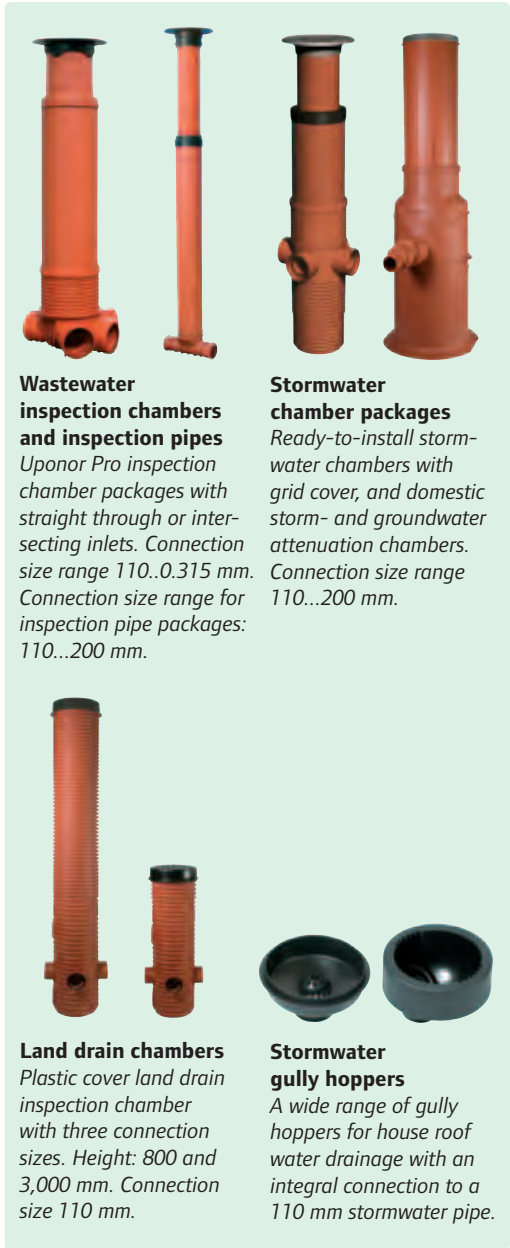 Wastewater
inspection chambers
and inspection pipes
Uponor Pro inspection
chamber packages with
straight through or inter-
secting inlets. Connection
size range 110..0.315 mm.
Connection size range for
inspection pipe packages:
110...200 mm.
Stormwater
chamber packages
Ready-to-install storm-
water chambers with
grid cover, and domestic
storm- and groundwater
attenuation chambers.
Connection size range
110...200 mm.
Land drain chambers
Plastic cover land drain
inspection chamber
with three connection
sizes. Height: 800 and
3,000 mm. Connection
size 110 mm.
Stormwater
gully hoppers
A wide range of gully
hoppers for house roof
water drainage with an
integral connection to a
110 mm stormwater pipe.